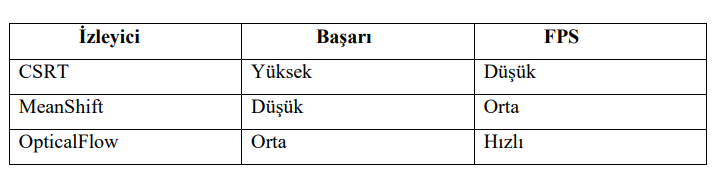 İzleyici Başarı FPS
CSRT Yüksek Düşük
MeanShift Düşük Orta
OpticalFlow Orta Hızlı